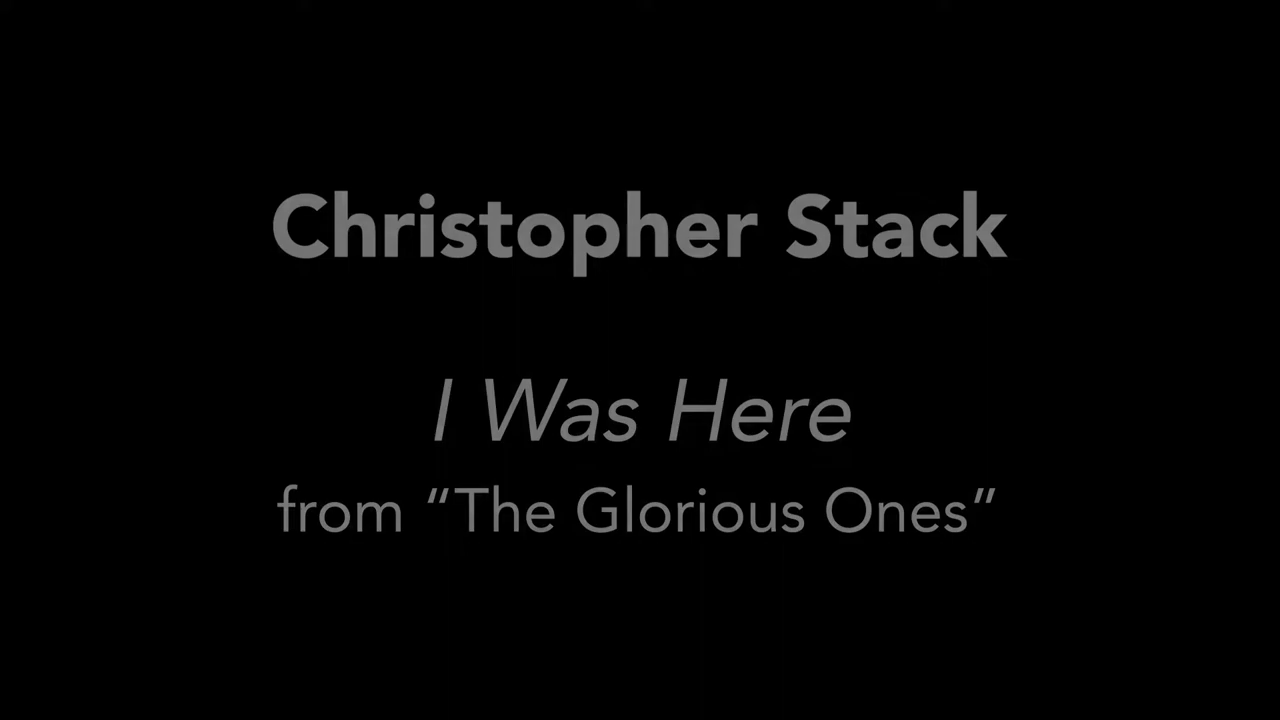 Christopher Stack
I Was Here
from “The Glorious Ones”